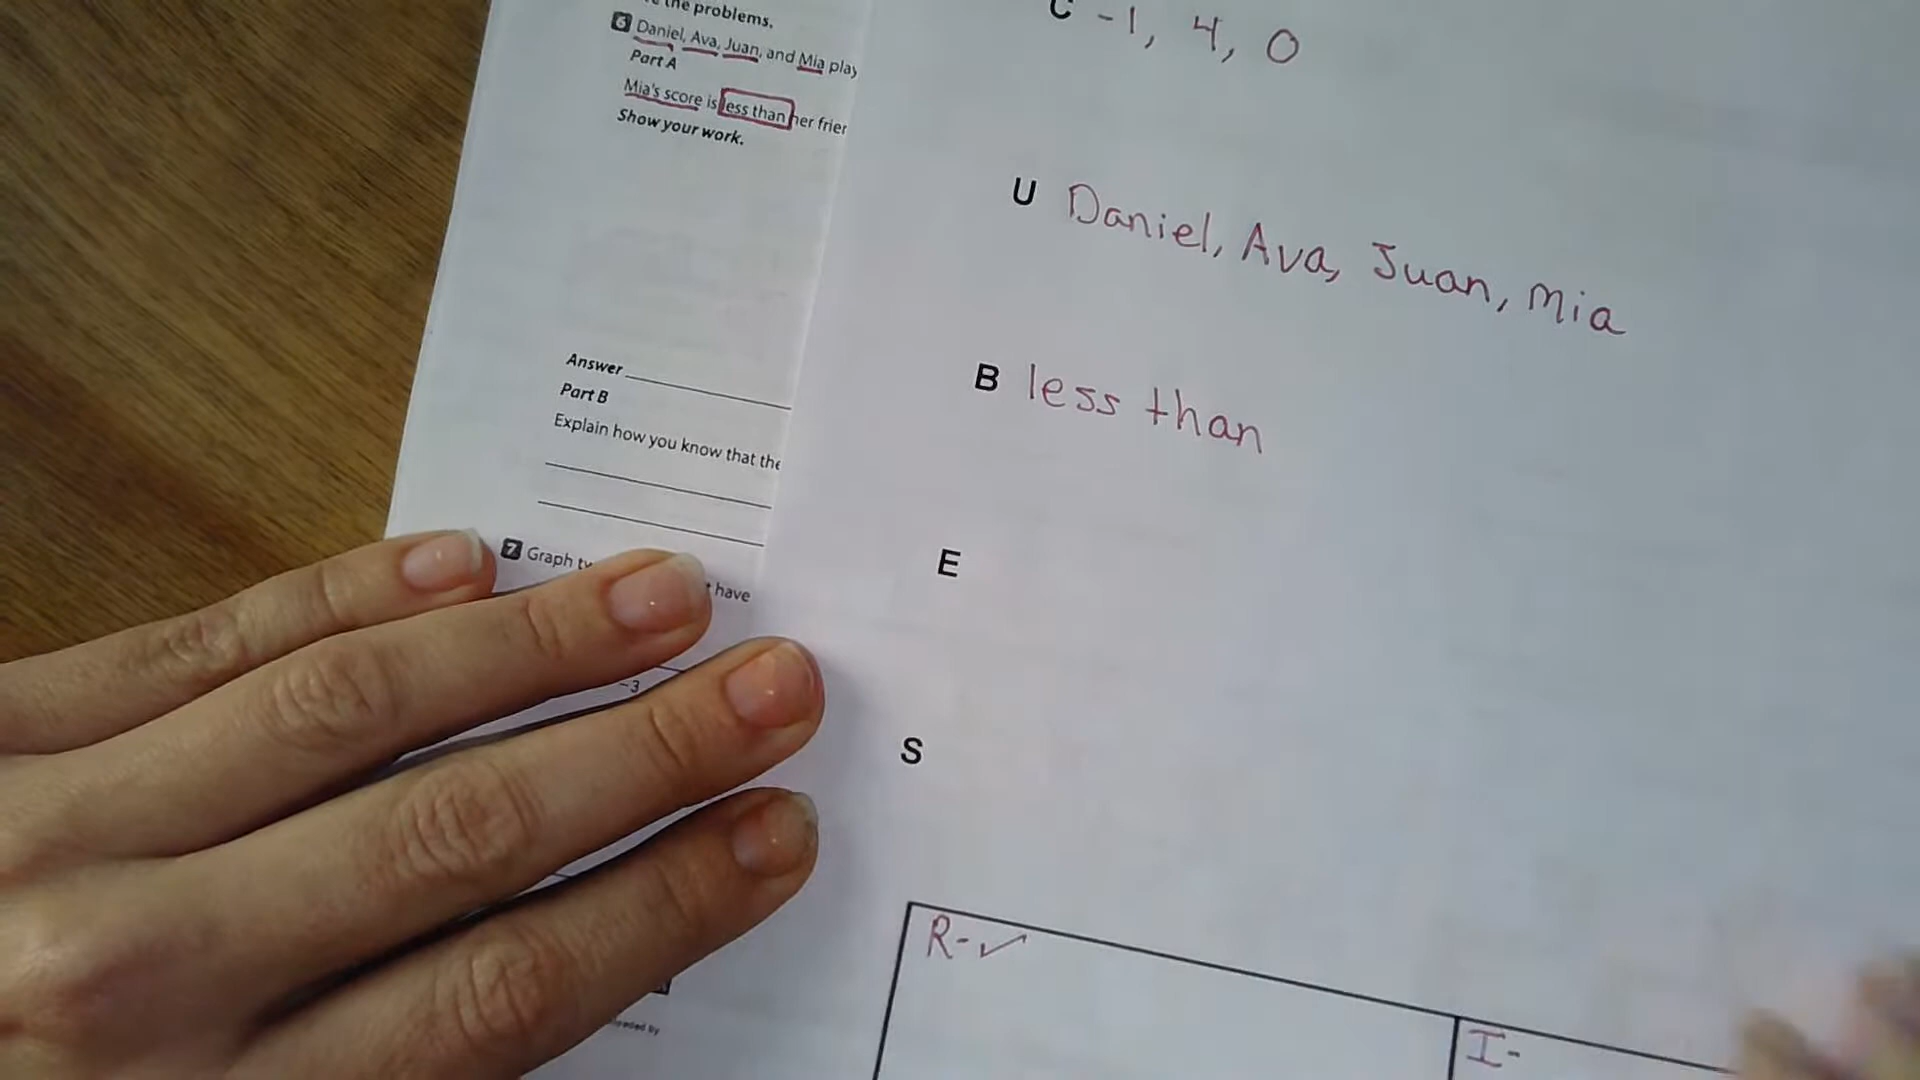 the problems.
6 Daniel, Ava, Juan, and Mia play
Part A
Mia's score is less than her frier
Show your work.
Answer
Part B
Explain how you know that the
7 Graph have
-3
C -1, 4, 0
U Daniel, Ava, Juan, Mia
B less than
E
S
R-✓
I-